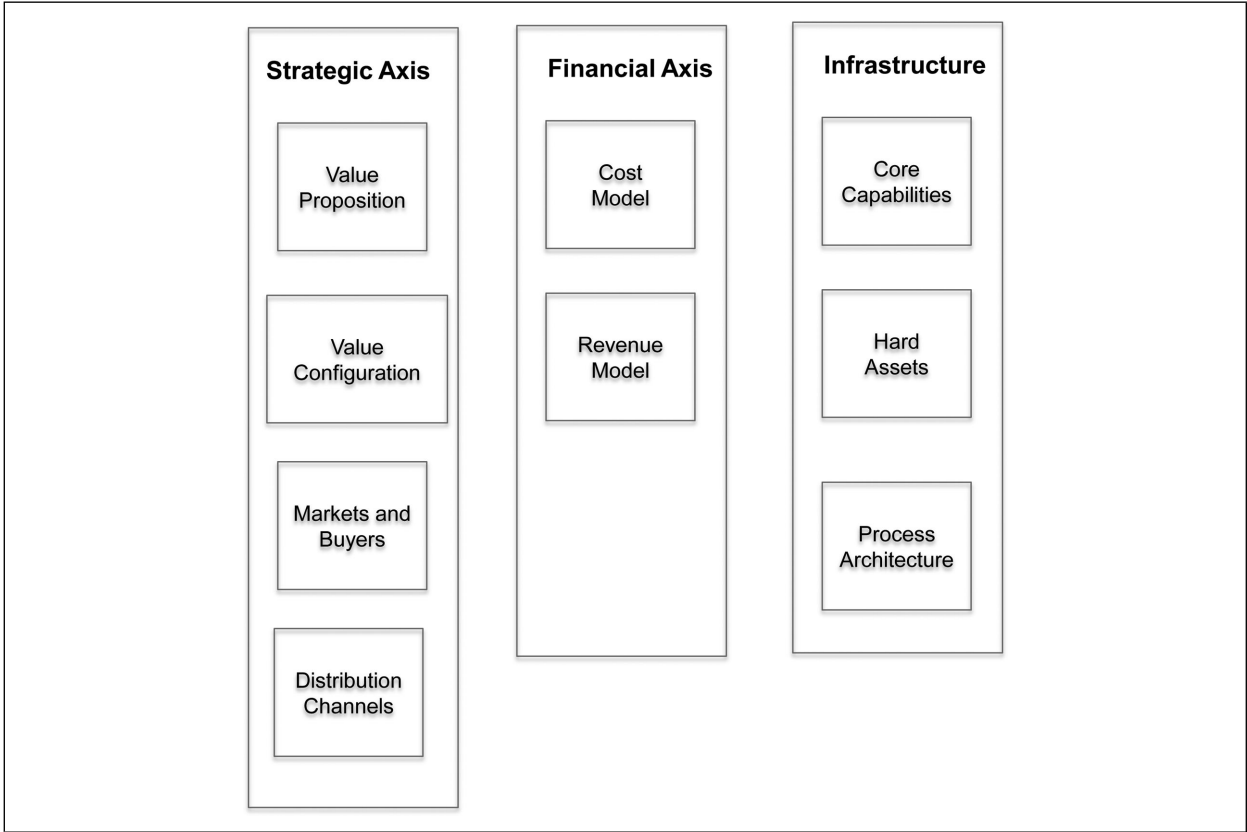 Strategic Axis
Value
Proposition
Value
Configuration
Markets and
Buyers
Distribution
Channels
Financial Axis
Cost
Model
Revenue
Model
Infrastructure
Core
Capabilities
Hard
Assets
Process
Architecture